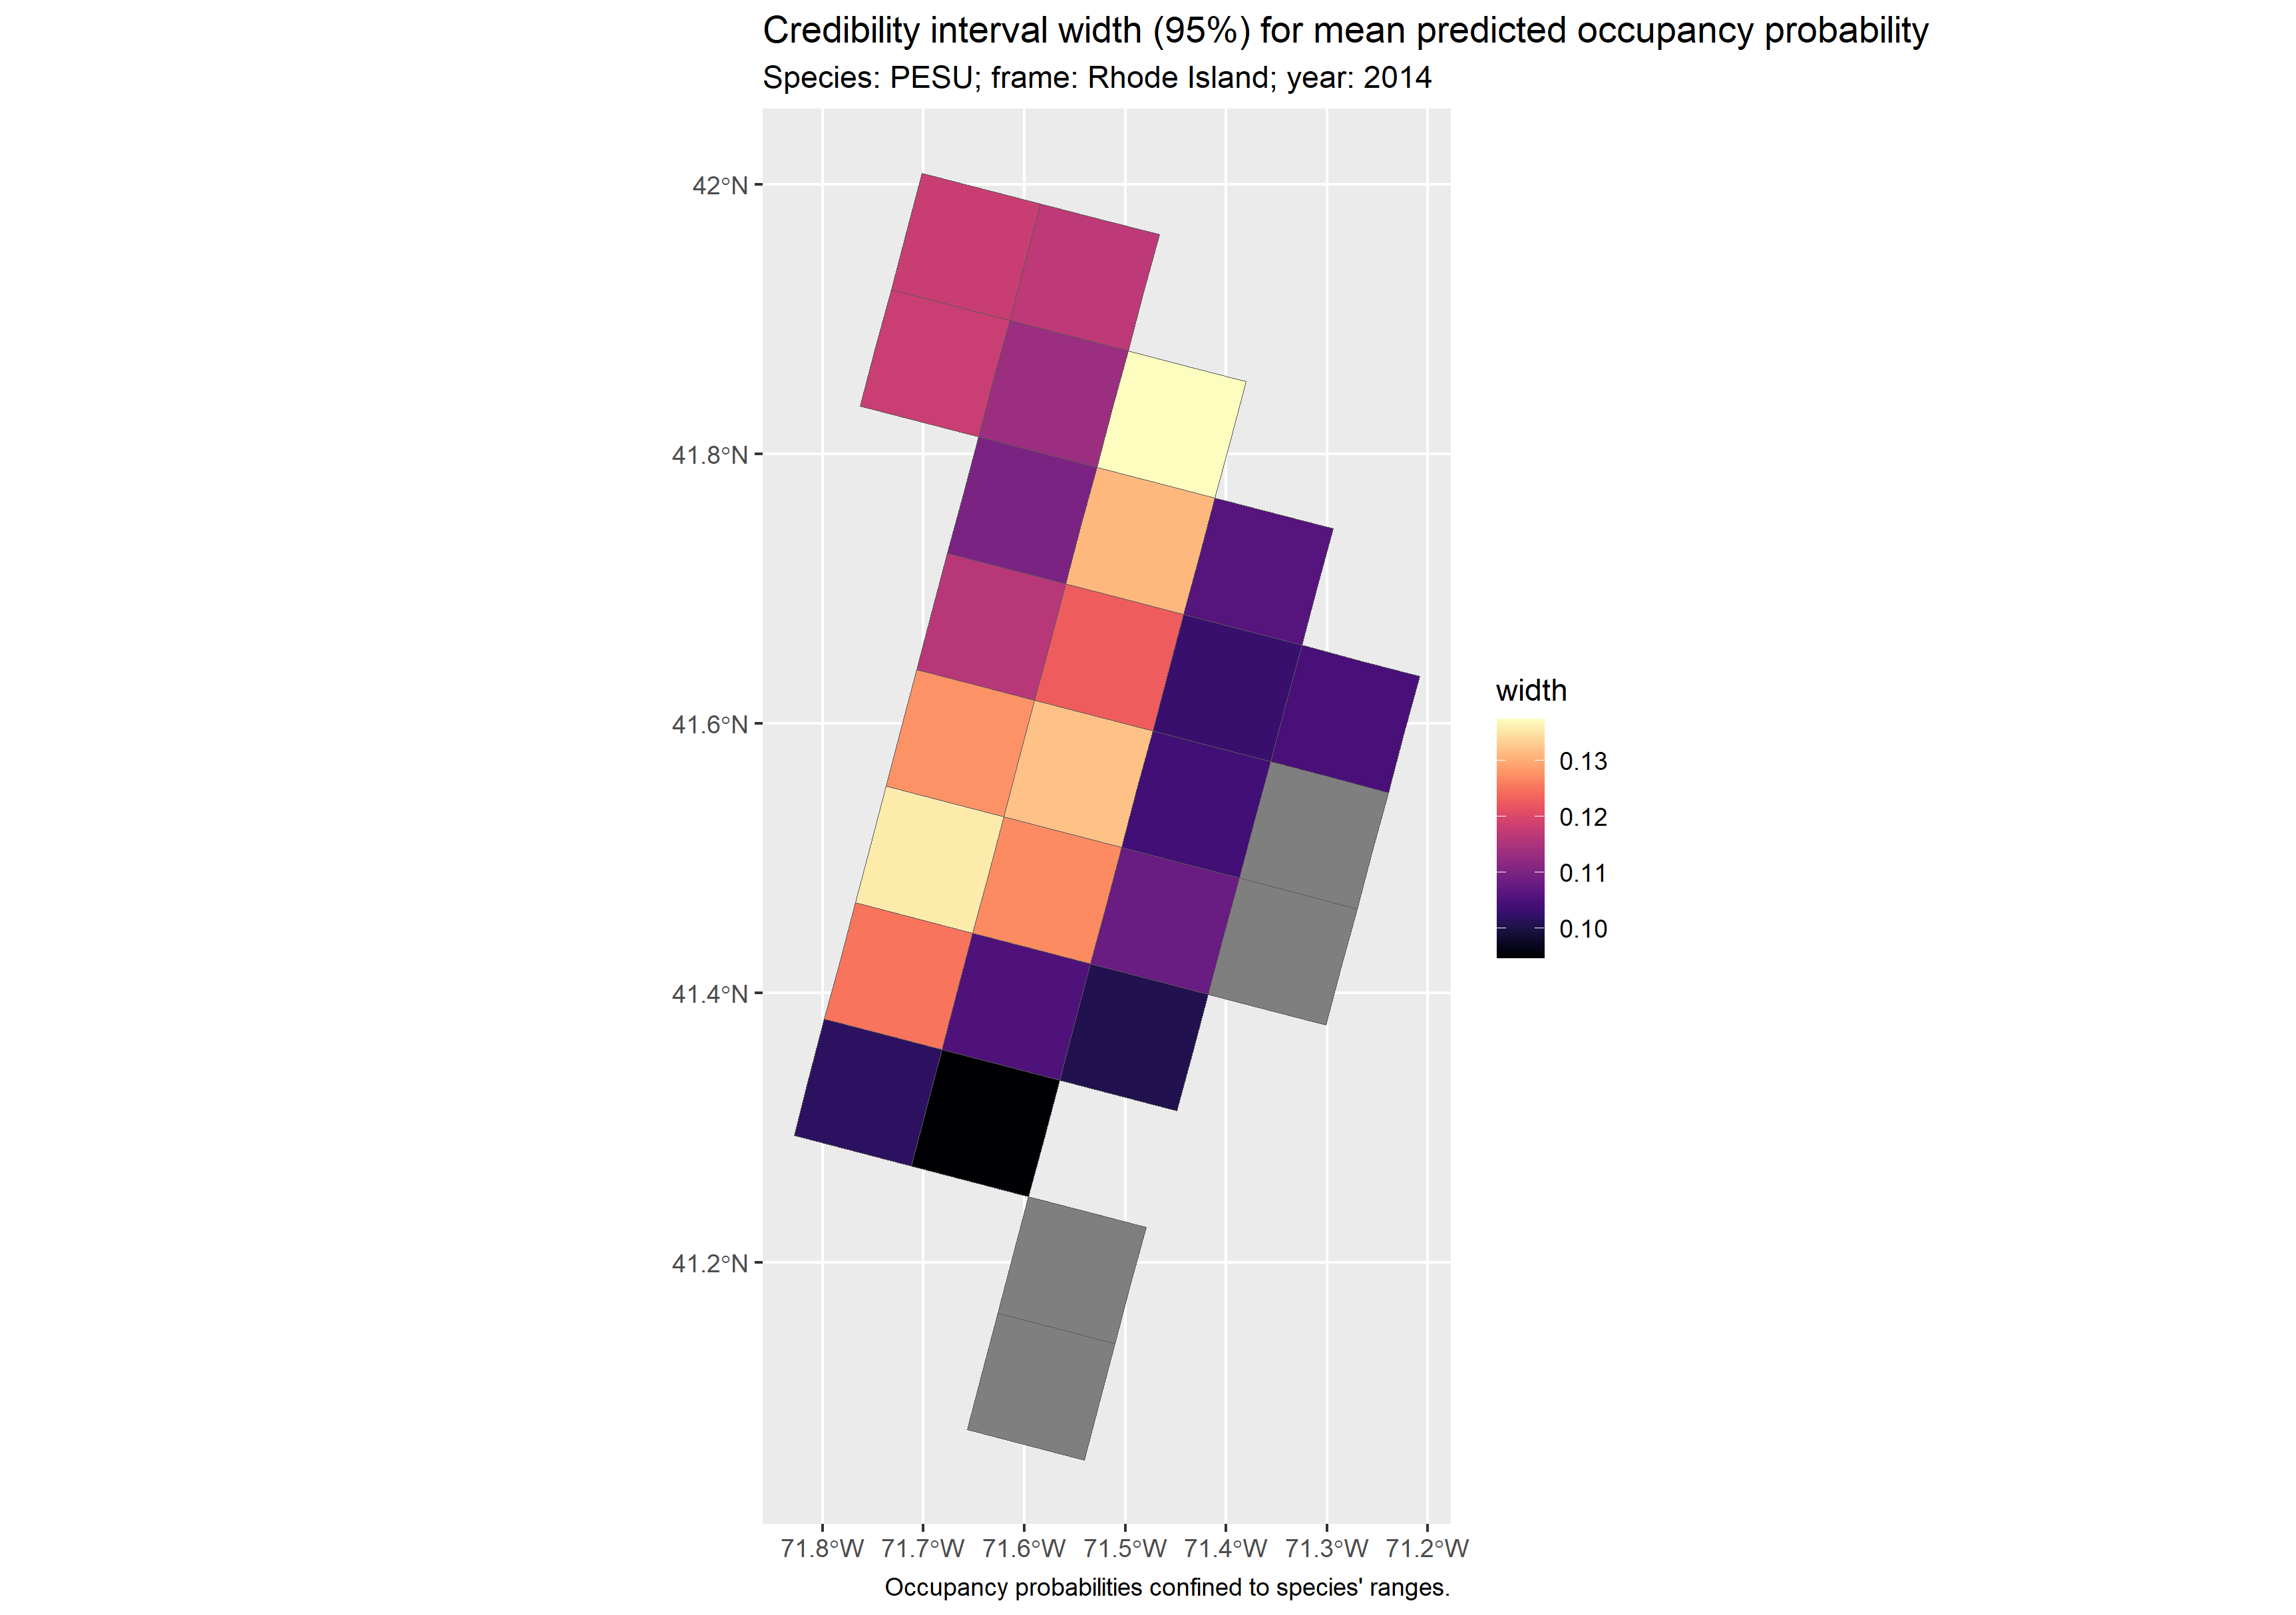 Credibility interval width (95%) for mean predicted occupancy probability
Species: PESU; frame: Rhode Island; year: 2014
42°N
41.8°N
41.6°N
41.4°N
41.2°N
71.8°W 71.7°W 71.6°W 71.5°W 71.4°W 71.3°W 71.2°W
width
0.13
0.12
0.11
0.10
Occupancy probabilities confined to species' ranges.